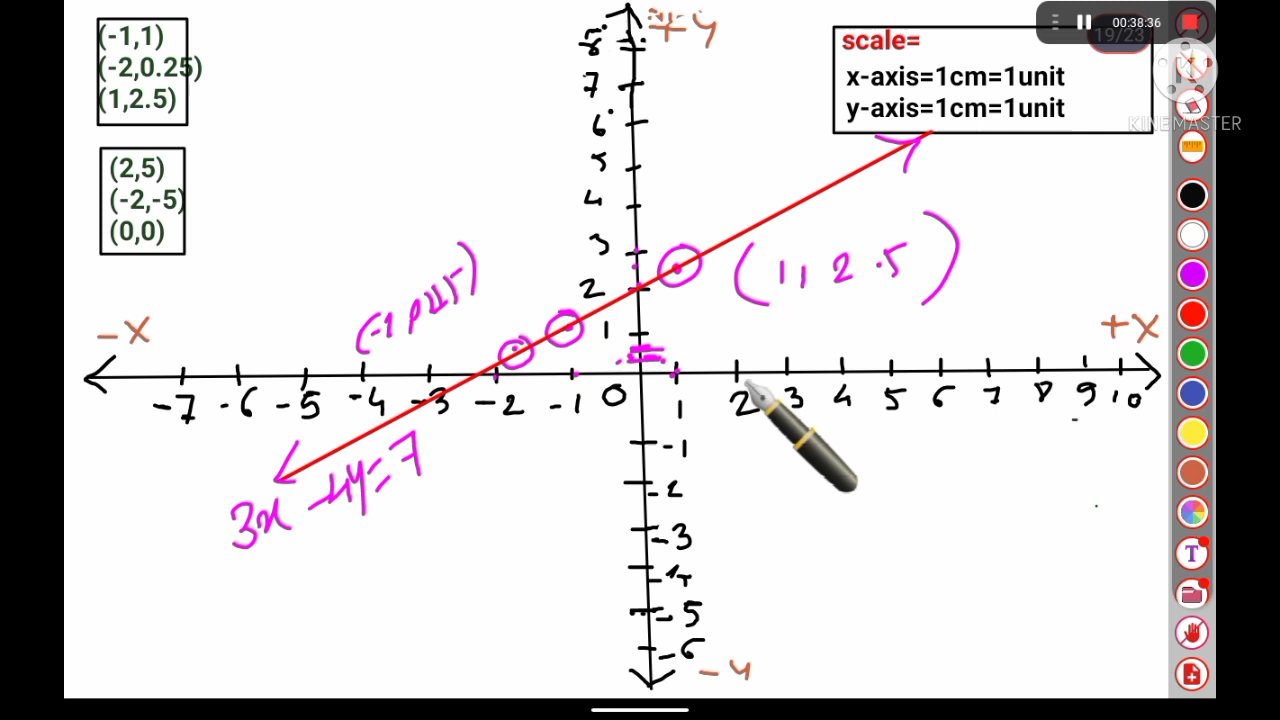 (-1,1)
(-2,0.25)
(1,2.5)
(2,5)
(-2,-5)
(0,0)
+y
00:38:36
19/23
scale=
x-axis=1cm=1unit
y-axis=1cm=1unit
KINEMASTER
8
7
6
5
4
3
2
1
(1, 2.5)
-X
+X
-7 -6 -5 -4 -3 -2 -1 0 1 2 3 4 5 6 7 8 9 10
3x -4y=7
-1
-2
-3
-5
-6
-y
T